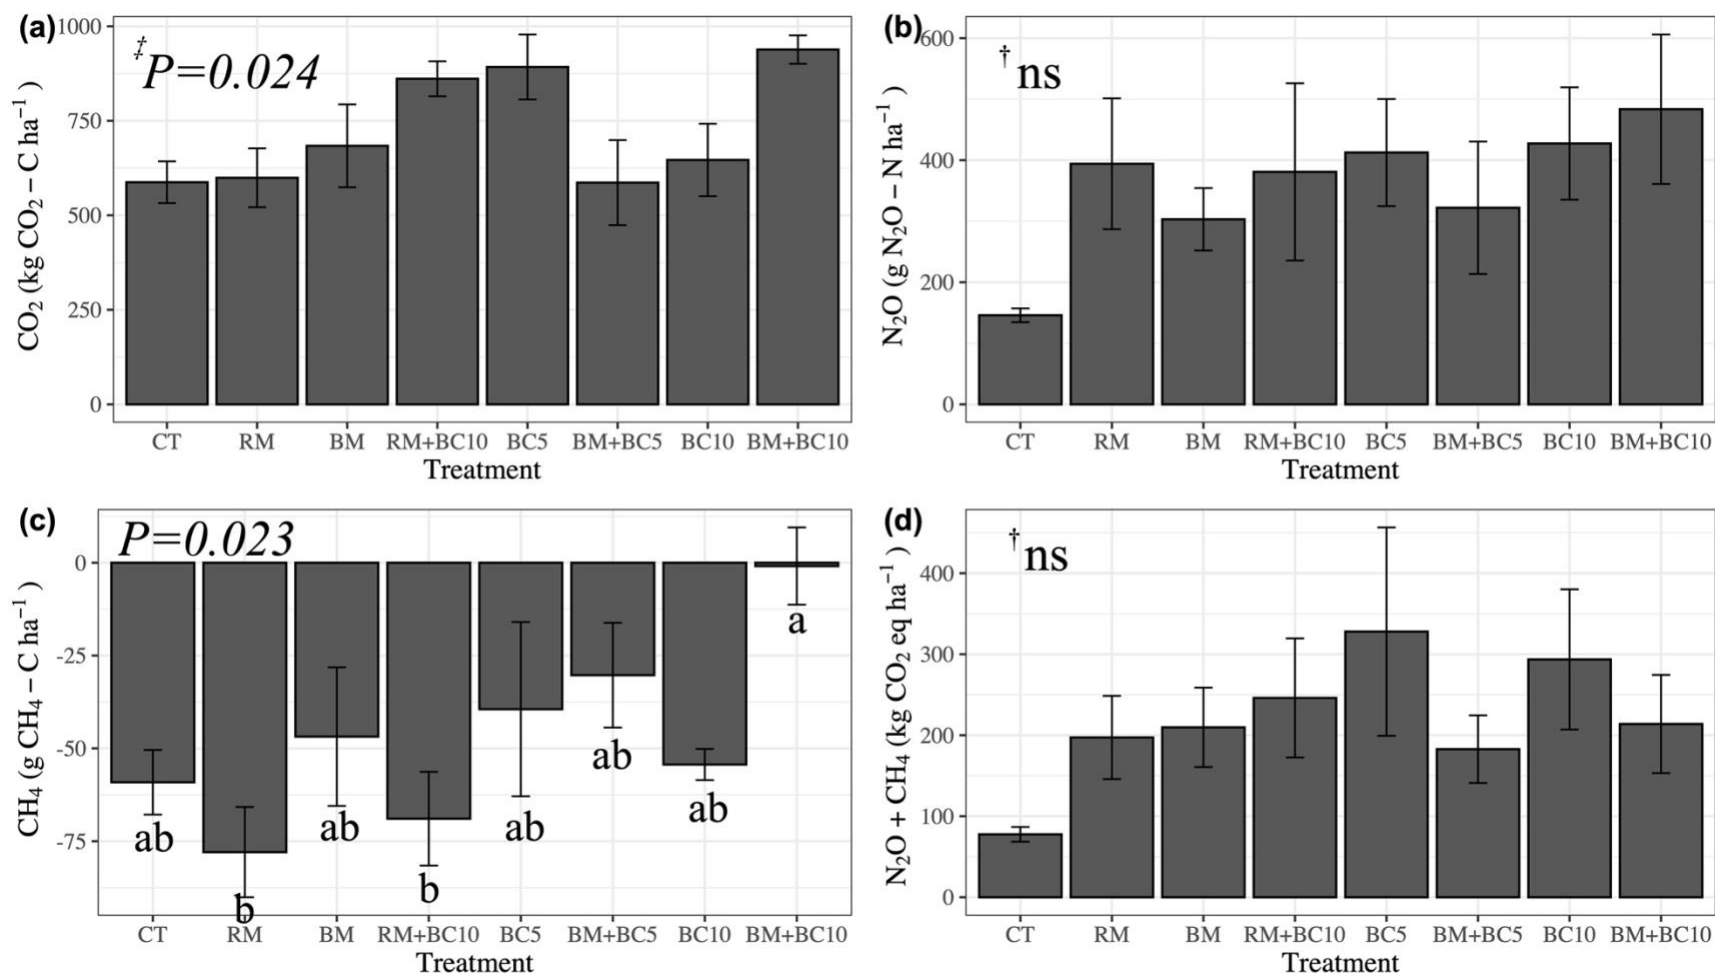 (a)
‡P=0.024
CO₂ (kg CO₂ – C ha⁻¹ )
1000
750
500
250
0
CT RM BM RM+BC10 BC5 BM+BC5 BC10 BM+BC10
Treatment
(b)
†ns
N₂O (g N₂O – N ha⁻¹ )
600
400
200
0
CT RM BM RM+BC10 BC5 BM+BC5 BC10 BM+BC10
Treatment
(c)
P=0.023
CH₄ (g CH₄ – C ha⁻¹ )
0
-25
-50
-75
ab b ab b ab ab ab a
CT RM BM RM+BC10 BC5 BM+BC5 BC10 BM+BC10
Treatment
(d)
†ns
N₂O + CH₄ (kg CO₂ eq ha⁻¹ )
400
300
200
100
0
CT RM BM RM+BC10 BC5 BM+BC5 BC10 BM+BC10
Treatment